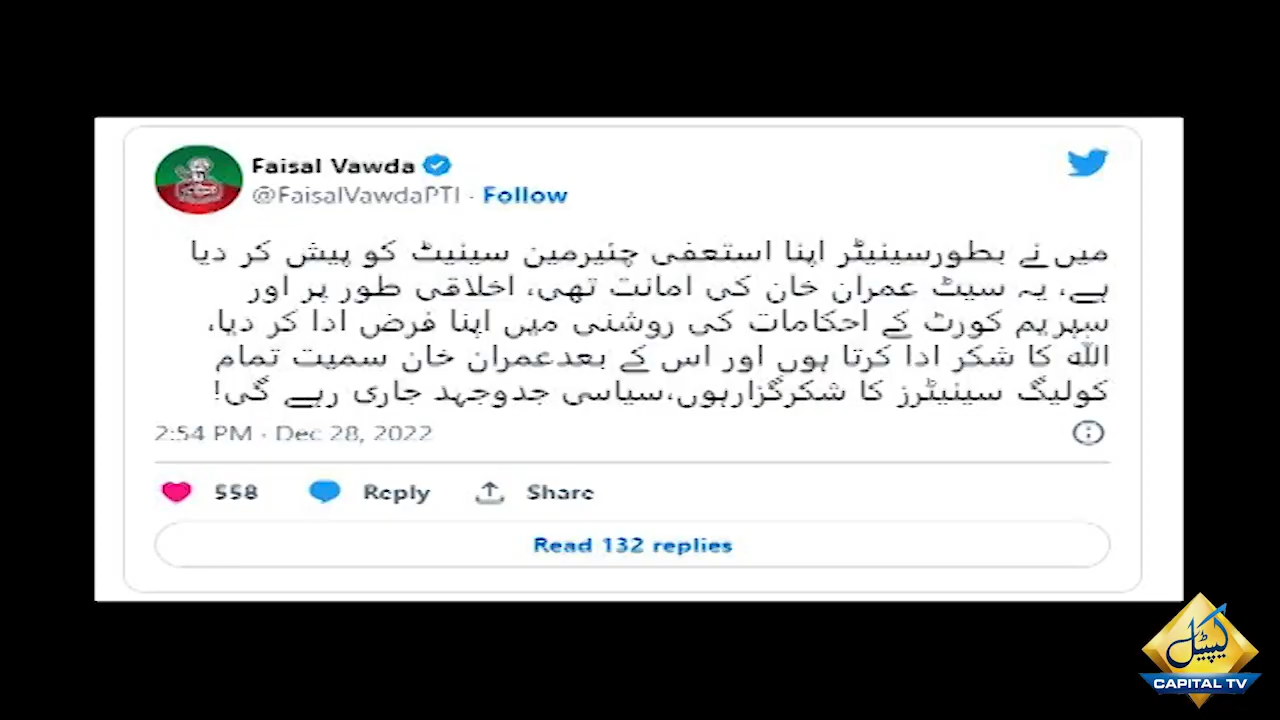 Faisal Vawda
@FaisalVawdaPTI · Follow
میں نے بطورسینیٹر اپنا استعفی چئیرمین سینیٹ کو پیش کر دیا
ہے، یہ سیٹ عمران خان کی امانت تھی، اخلاقی طور پر اور
سپریم کورٹ کے احکامات کی روشنی میں اپنا فرض ادا کر دیا،
اللہ کا شکر ادا کرتا ہوں اور اس کے بعدعمران خان سمیت تمام
کولیگ سینیٹرز کا شکرگزارہوں،سیاسی جدوجہد جاری رہے گی!
2:54 PM · Dec 28, 2022
558 Reply Share
Read 132 replies
کیپیٹل
CAPITAL TV